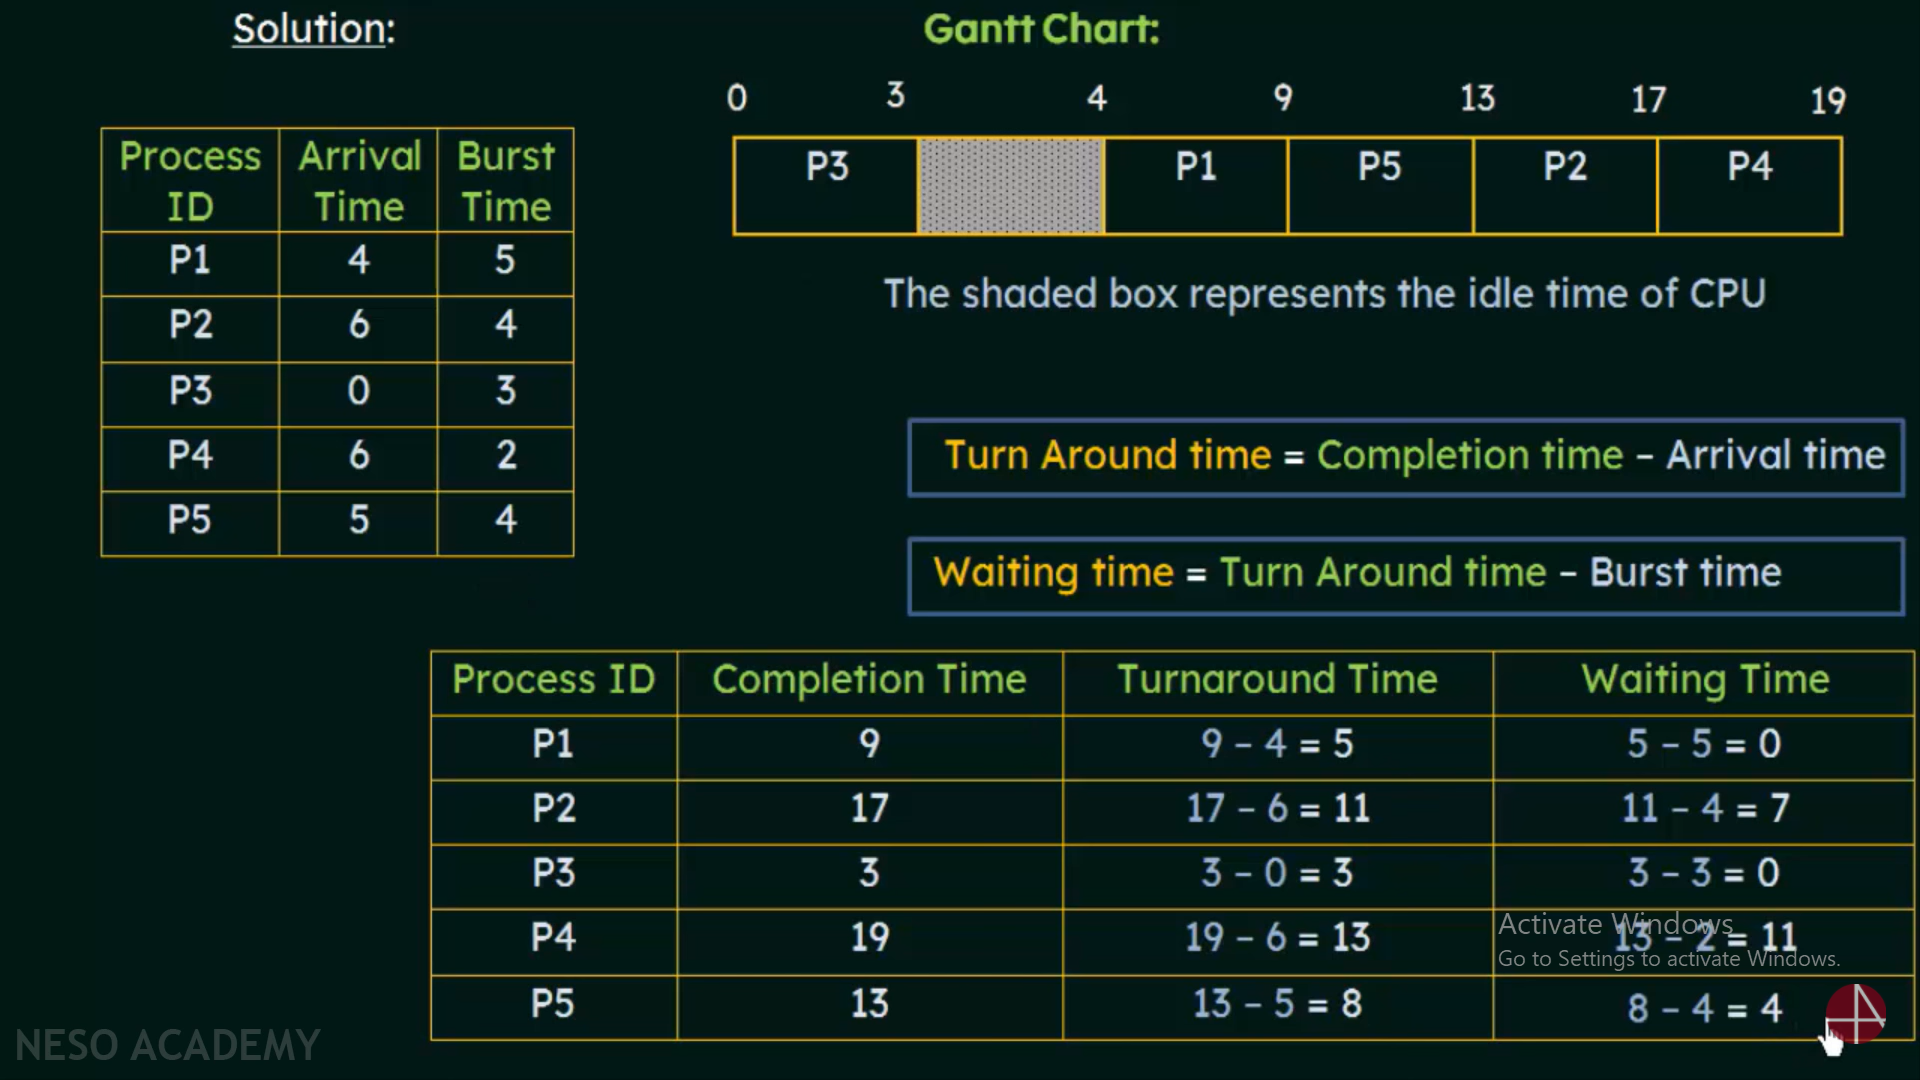 Solution:
Gantt Chart:
0 3 4 9 13 17 19
P3 P1 P5 P2 P4
The shaded box represents the idle time of CPU
Process ID Arrival Time Burst Time
P1 4 5
P2 6 4
P3 0 3
P4 6 2
P5 5 4
Turn Around time = Completion time – Arrival time
Waiting time = Turn Around time – Burst time
Process ID Completion Time Turnaround Time Waiting Time
P1 9 9 – 4 = 5 5 – 5 = 0
P2 17 17 – 6 = 11 11 – 4 = 7
P3 3 3 – 0 = 3 3 – 3 = 0
P4 19 19 – 6 = 13 13 – 2 = 11
P5 13 13 – 5 = 8 8 – 4 = 4
Activate Windows
Go to Settings to activate Windows.
NESO ACADEMY